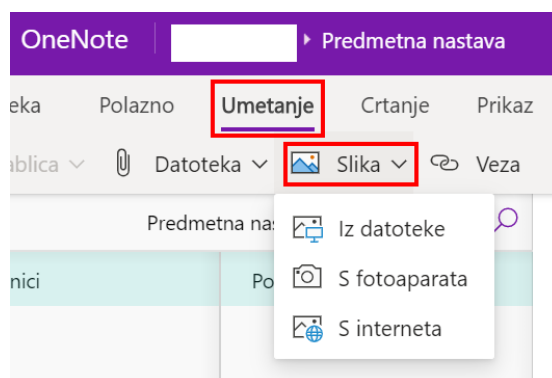 OneNote Predmetna nastava
eka Polazno Umetanje Crtanje Prikaz
ablica Datoteka Slika Veza
Predmetna na
Iz datoteke
nici Po S fotoaparata
S interneta